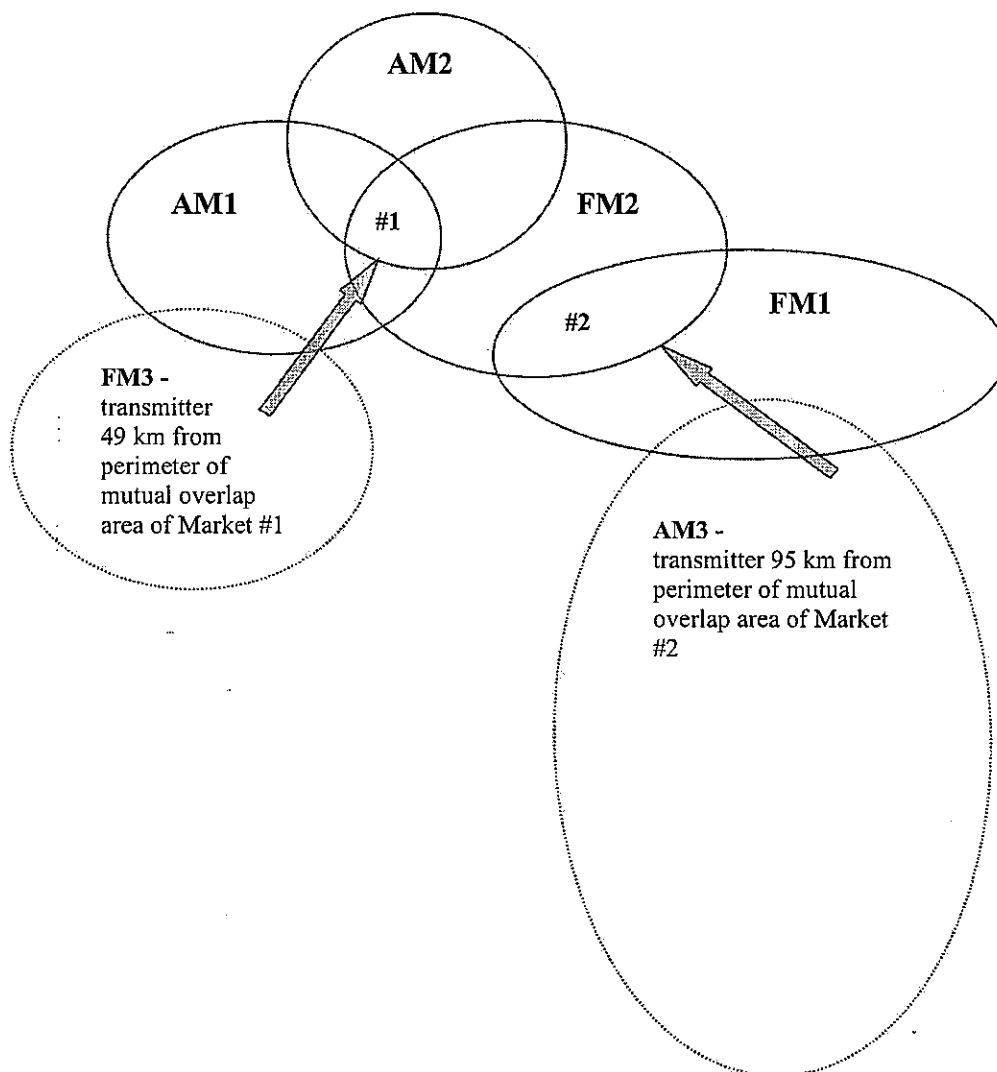 AM2
AM1
FM2
#1
FM1
#2
FM3 -
transmitter
49 km from
perimeter of
mutual overlap
area of Market #1
AM3 -
transmitter 95 km from
perimeter of mutual
overlap area of Market
#2